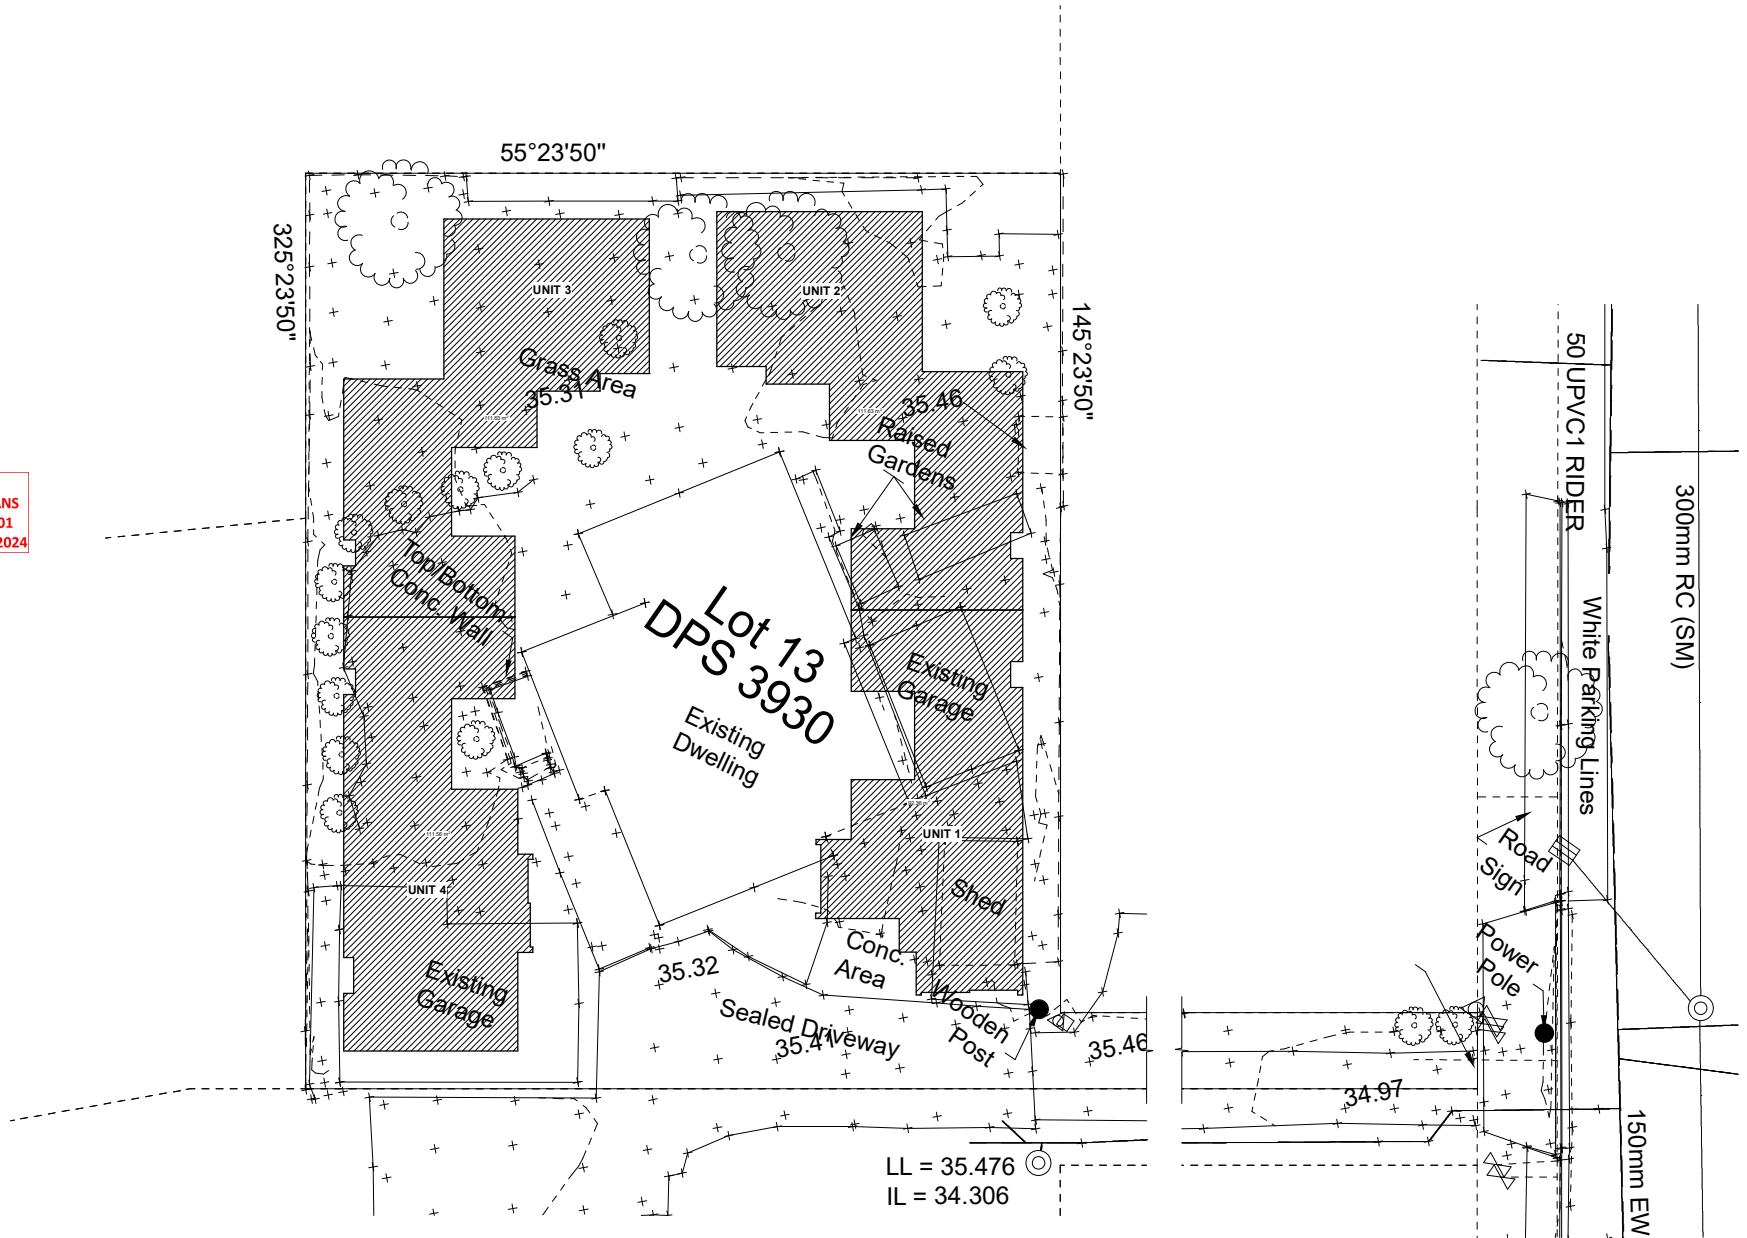 55°23'50"
325°23'50"
145°23'50"
ANS
01
2024
UNIT 3
UNIT 2
Grass Area
35.31
35.46
Raised
Gardens
Top/Bottom
Conc. Wall
Lot 13
DPS 3930
Existing
Dwelling
Existing
Garage
UNIT 1
Shed
UNIT 4
Existing
Garage
Conc.
Area
35.32
Sealed Driveway
35.41
Wooden
Post
35.46
LL = 35.476
IL = 34.306
34.97
50 UPVC1 RIDER
300mm RC (SM)
White Parking Lines
Road
Sign
Power
Pole
150mm EW